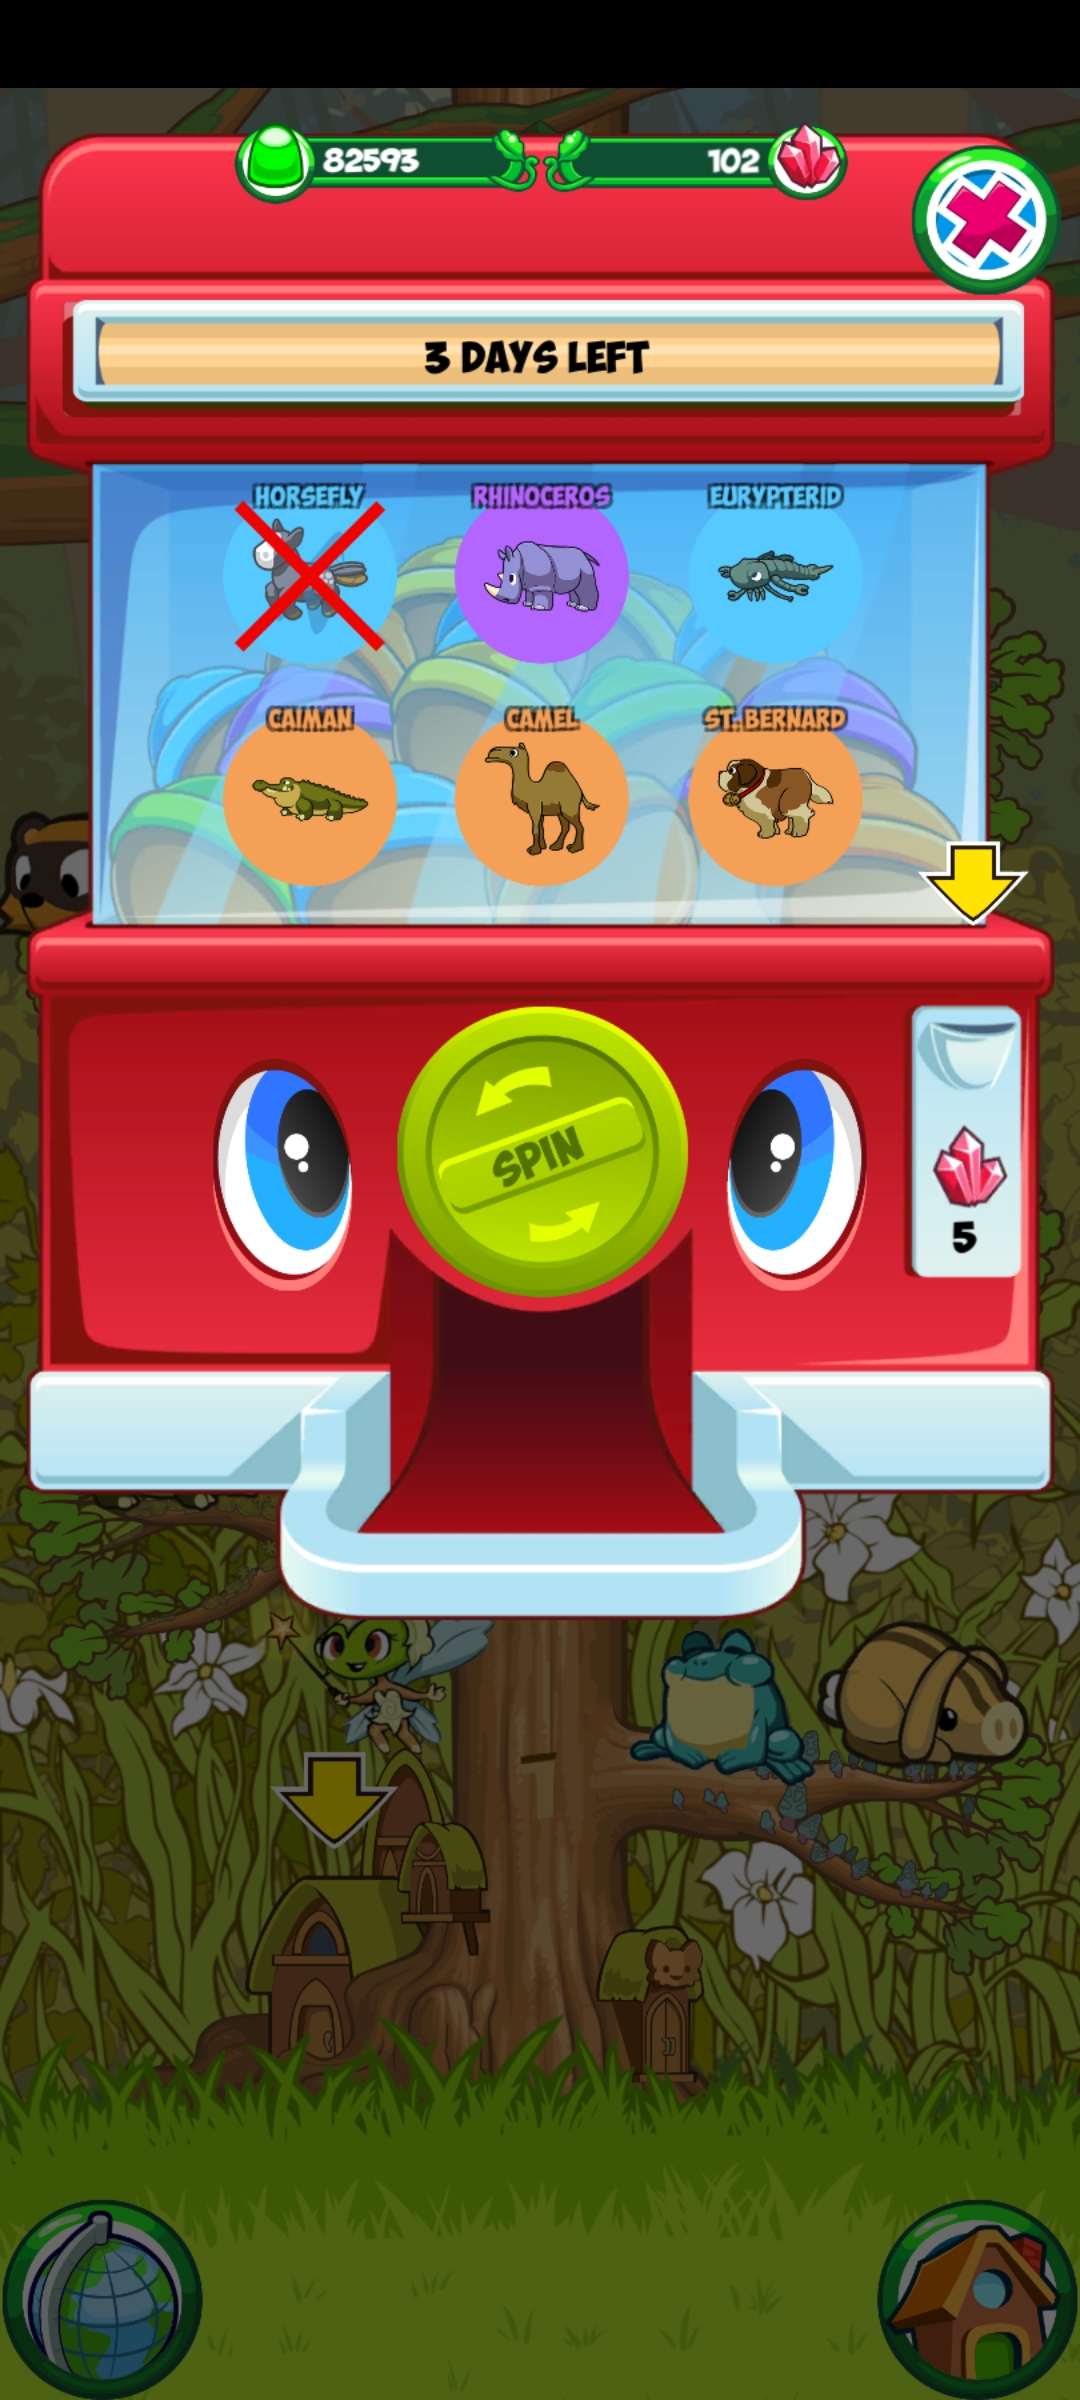 82593
102
3 DAYS LEFT
HORSEFLY
RHINOCEROS
EURYPTERID
CAIMAN
CAMEL
ST. BERNARD
SPIN
5